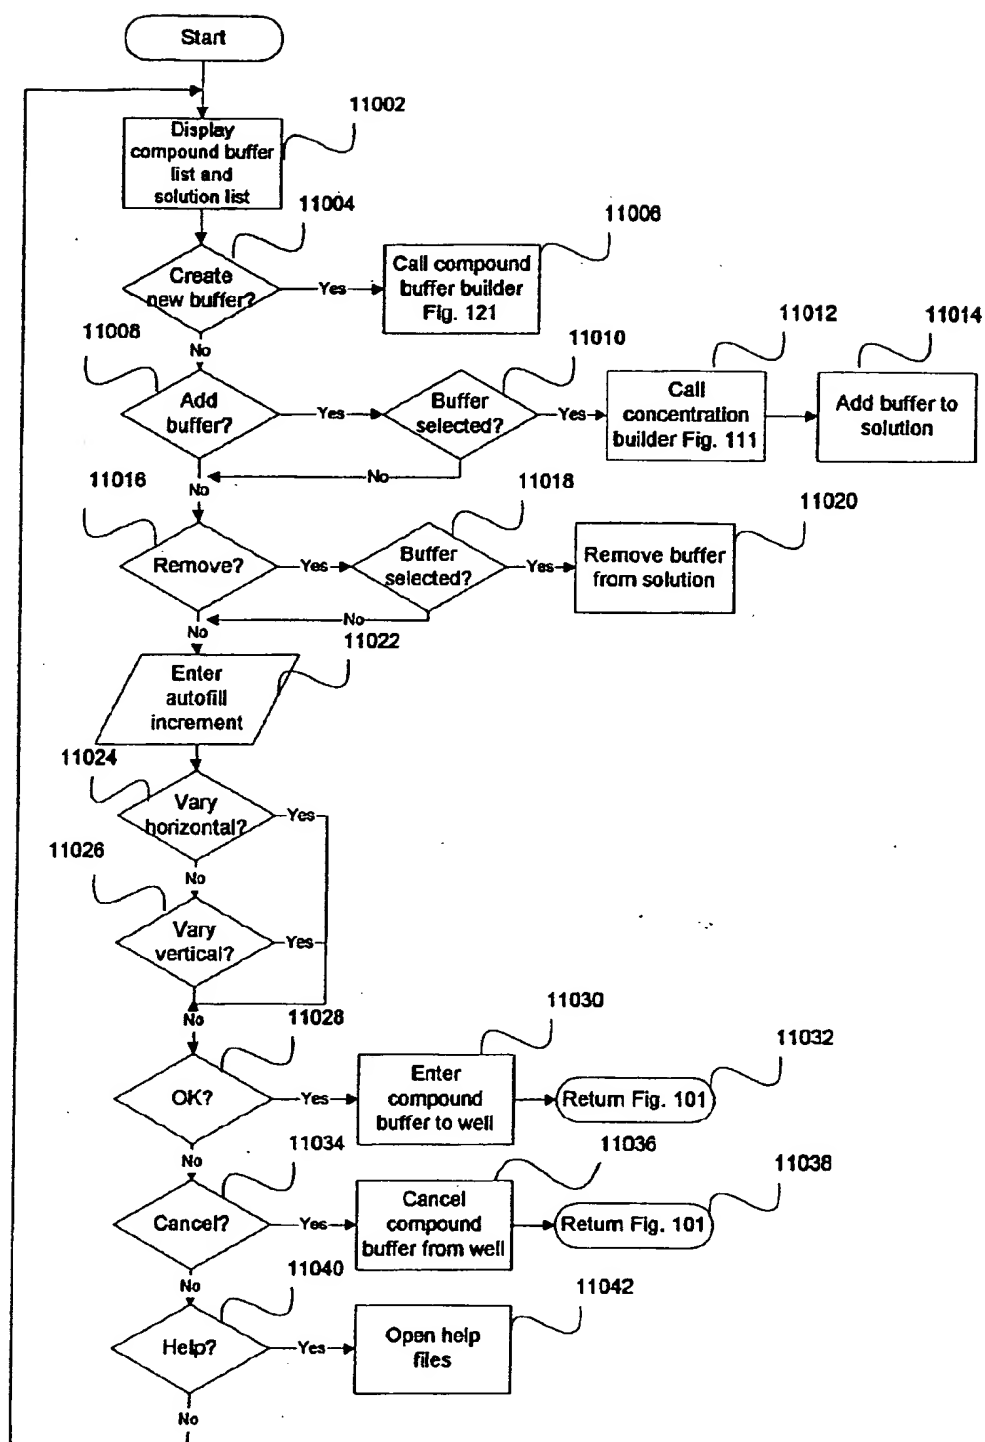 Start
11002
Display
compound buffer
list and
solution list
11004
11006
Create
new buffer?
Yes
Call compound
buffer builder
Fig. 121
No
11008
11010
11012
11014
Add
buffer?
Yes
Buffer
selected?
Yes
Call
concentration
builder Fig. 111
Add buffer to
solution
No
No
11016
11018
11020
Remove?
Yes
Buffer
selected?
Yes
Remove buffer
from solution
No
No
11022
Enter
autofill
increment
11024
Vary
horizontal?
Yes
No
11026
Vary
vertical?
Yes
No
11028
11030
11032
OK?
Yes
Enter
compound
buffer to well
Return Fig. 101
No
11034
11036
11038
Cancel?
Yes
Cancel
compound
buffer from well
Return Fig. 101
No
11040
11042
Help?
Yes
Open help
files
No